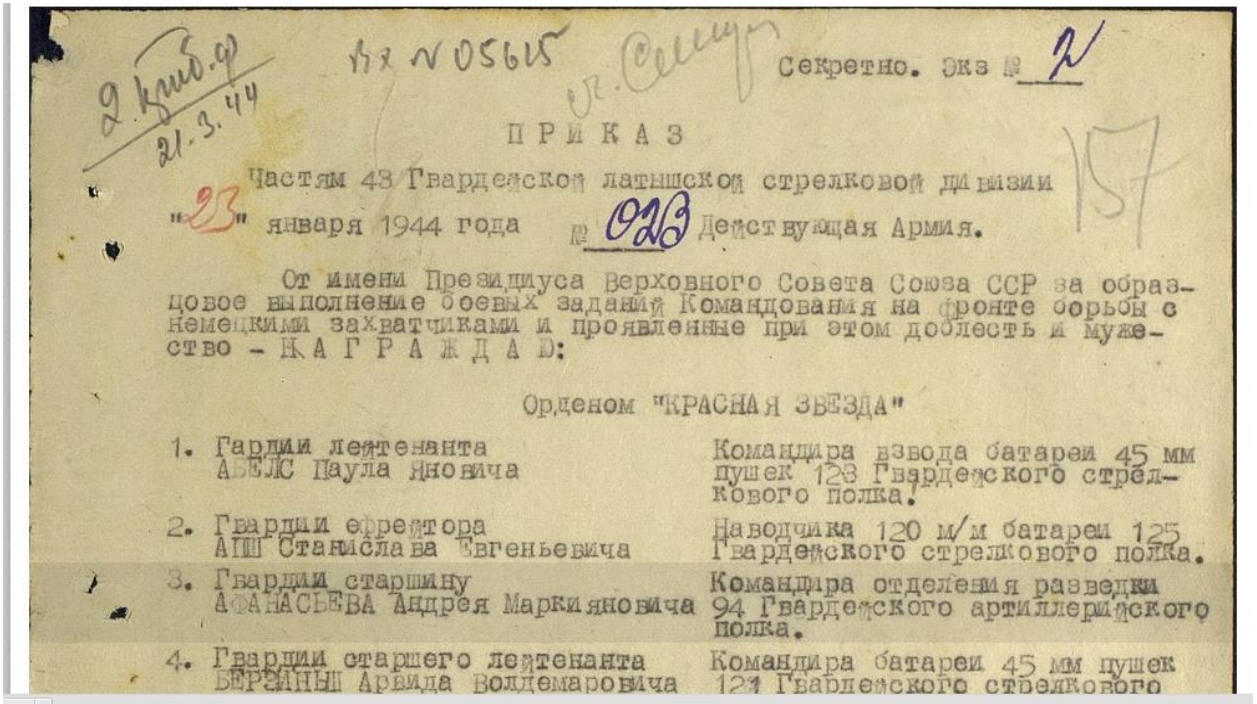 2
21.3.44
Вх N 05615
Секретно. Экз № 2
157
ПРИКАЗ
Частям 43 Гвардейской латышской стрелковой дивизии
"23" января 1944 года № 023 Действующая Армия.
От имени Президиуса Верховного Совета Союза ССР за образ-
цовое выполнение боевых заданий Командования на фронте борьбы с
немецкими захватчиками и проявленные при этом доблесть и муже-
ство - НАГРАЖДАЮ:
Орденом "КРАСНАЯ ЗВЕЗДА"
1. Гардии лейтенанта Командира взвода батареи 45 мм
АБЕЛС Паула Яновича пушек 123 Гвардейского стрел-
кового полка.
2. Гвардии ефрейтора Наводчика 120 м/м батареи 125
АПШ Станислава Евгеньевича Гвардейского стрелкового полка.
3. Гвардии старшину Командира отделения разведки
АФАНАСЬЕВА Андрея Маркияновича 94 Гвардейского артиллерийского
полка.
4. Гвардии старшего лейтенанта Командира батареи 45 мм пушек
БЕРЗИНЫШ Арвида Волдемаровича 121 Гвардейского стрелкового